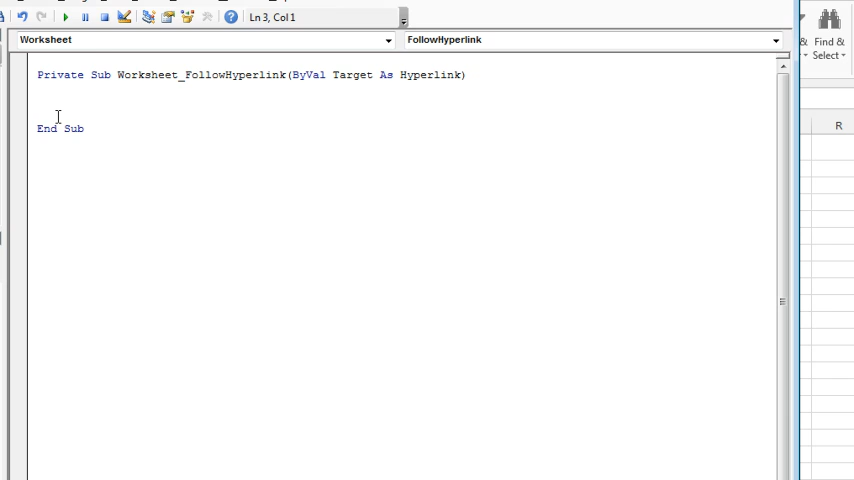 Ln 3, Col 1
Worksheet
FollowHyperlink
Private Sub Worksheet_FollowHyperlink(ByVal Target As Hyperlink)
End Sub
& Find &
Select
R